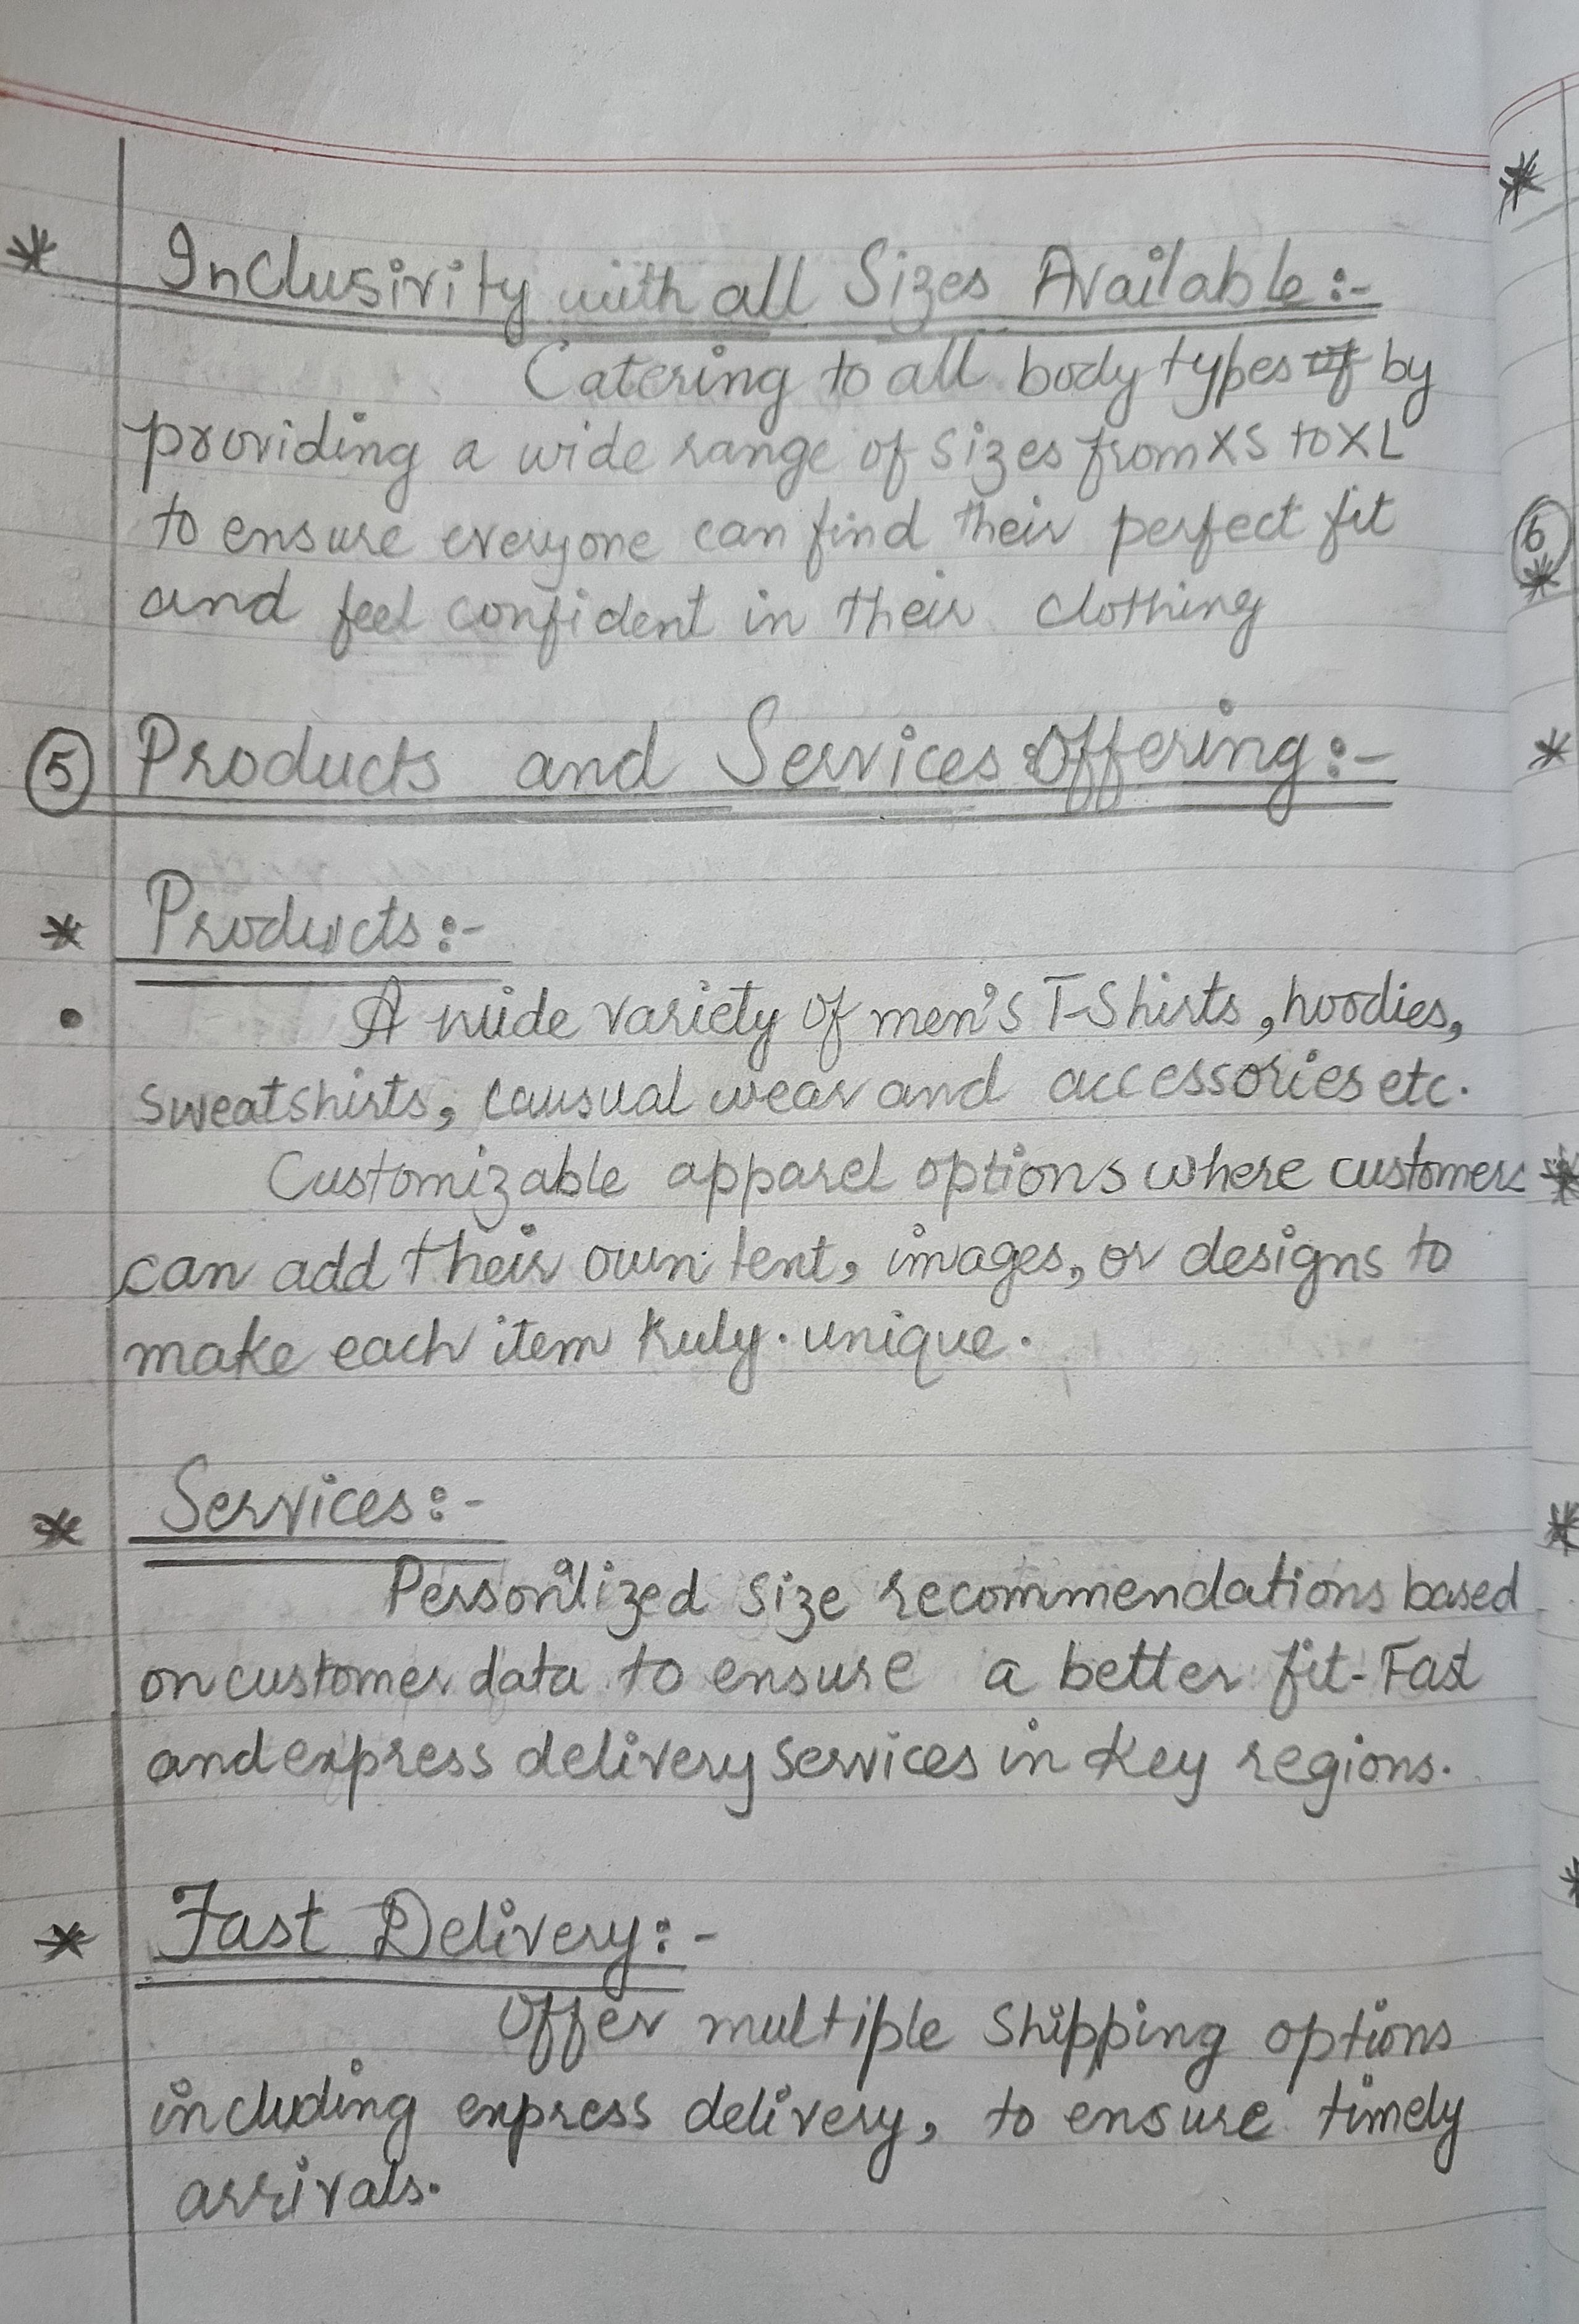 * Inclusivity with all Sizes Available:-
Catering to all body types of by
providing a wide range of sizes from XS to XL
to ensure everyone can find their perfect fit
and feel confident in their clothing
5 Products and Services Offering:-
* Products:-
• A wide variety of men's T-Shirts, hoodies,
sweatshirts, causual wear and accessories etc.
Customizable apparel options where customers
can add their own tent, images, or designs to
make each item truly unique.
* Services:-
Personlized size recommendations based
on customer data to ensure a better fit-Fast
and express delivery services in key regions.
* Fast Delivery:-
Offer multiple Shipping options
including express delivery, to ensure timely
arrivals.
*
6
*
*
*
*
*